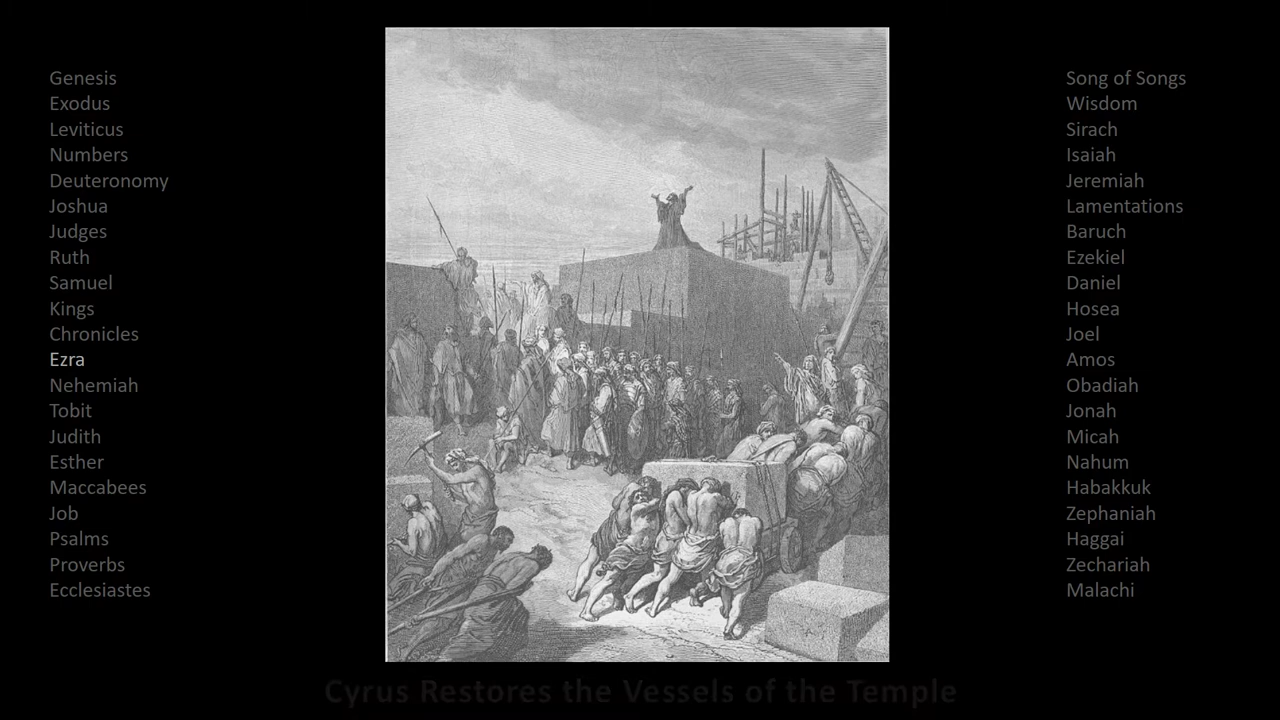 Genesis
Exodus
Leviticus
Numbers
Deuteronomy
Joshua
Judges
Ruth
Samuel
Kings
Chronicles
Ezra
Nehemiah
Tobit
Judith
Esther
Maccabees
Job
Psalms
Proverbs
Ecclesiastes
Song of Songs
Wisdom
Sirach
Isaiah
Jeremiah
Lamentations
Baruch
Ezekiel
Daniel
Hosea
Joel
Amos
Obadiah
Jonah
Micah
Nahum
Habakkuk
Zephaniah
Haggai
Zechariah
Malachi
Cyrus Restores the Vessels of the Temple